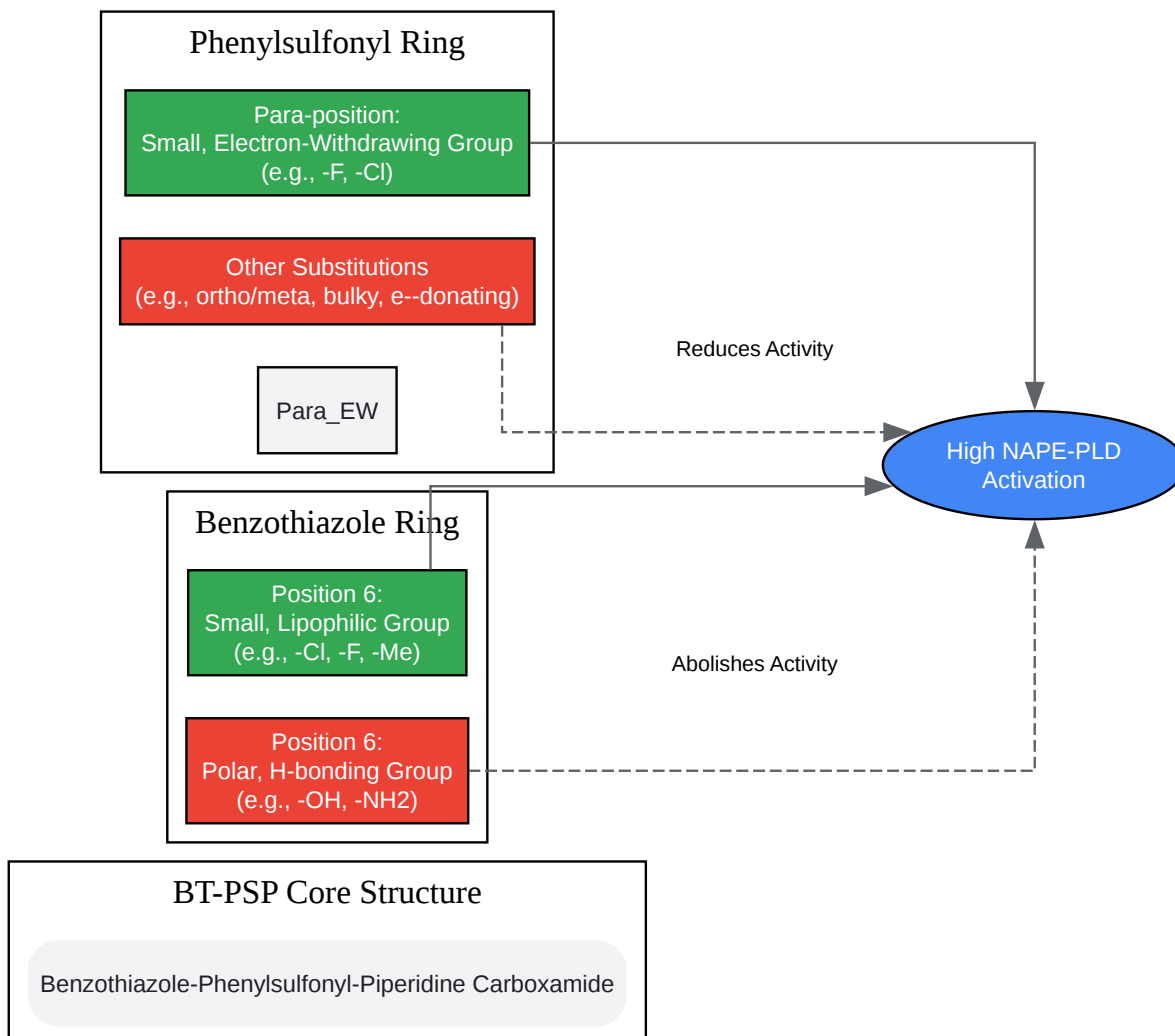 Phenylsulfonyl Ring
Para-position:
Small, Electron-Withdrawing Group
(e.g., -F, -Cl)
Other Substitutions
(e.g., ortho/meta, bulky, e--donating)
Reduces Activity
Para_EW
High NAPE-PLD
Activation
Benzothiazole Ring
Position 6:
Small, Lipophilic Group
(e.g., -Cl, -F, -Me)
Abolishes Activity
Position 6:
Polar, H-bonding Group
(e.g., -OH, -NH2)
BT-PSP Core Structure
Benzothiazole-Phenylsulfonyl-Piperidine Carboxamide